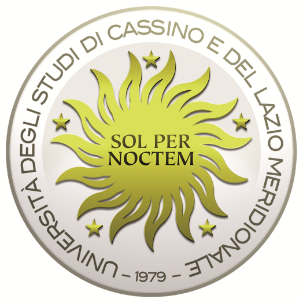 UNIVERSITÀ DEGLI STUDI DI CASSINO E DEL LAZIO MERIDIONALE
SOL PER
NOCTEM
– 1979 –